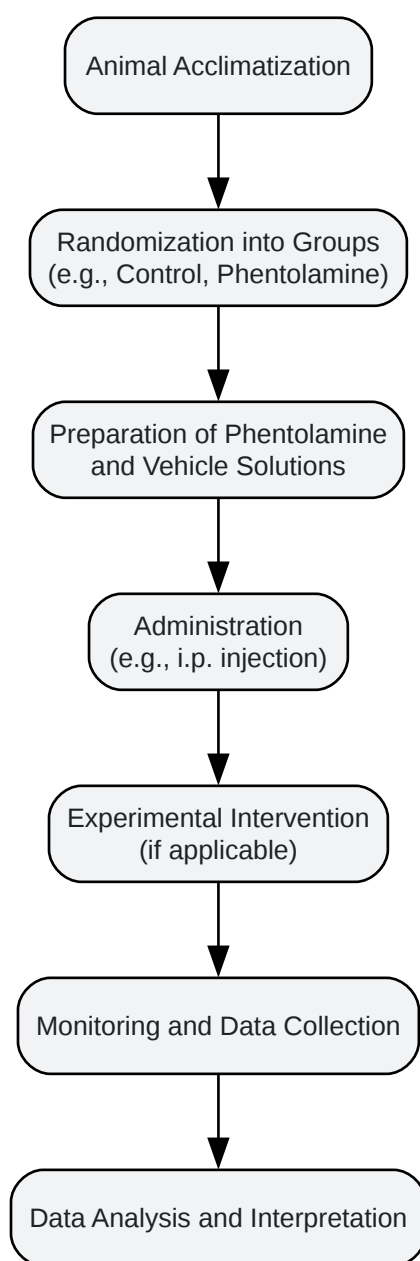 Animal Acclimatization
Randomization into Groups
(e.g., Control, Phentolamine)
Preparation of Phentolamine
and Vehicle Solutions
Administration
(e.g., i.p. injection)
Experimental Intervention
(if applicable)
Monitoring and Data Collection
Data Analysis and Interpretation